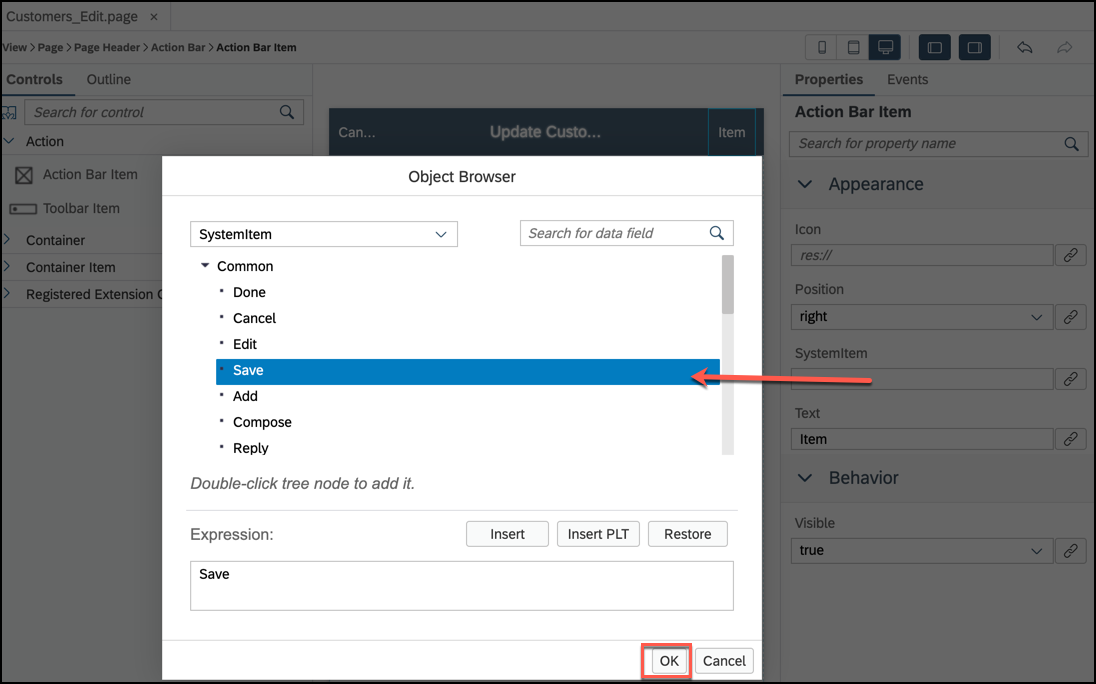 Customers_Edit.page ×
View > Page > Page Header > Action Bar > Action Bar Item
Controls Outline
Search for control
Action
Action Bar Item
Toolbar Item
Container
Container Item
Registered Extension C
Can...
Update Custo...
Item
Object Browser
SystemItem
Search for data field
Common
Done
Cancel
Edit
Save
Add
Compose
Reply
Double-click tree node to add it.
Expression:
Insert
Insert PLT
Restore
Save
OK
Cancel
Properties Events
Action Bar Item
Search for property name
Appearance
Icon
res://
Position
right
SystemItem
Text
Item
Behavior
Visible
true